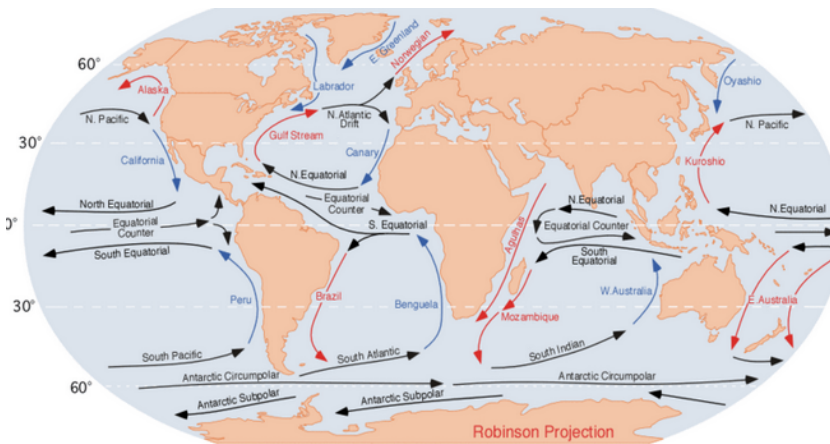 60°
E. Greenland
Norwegian
Labrador
Alaska
Oyashio
N. Pacific
N. Atlantic
Drift
N. Pacific
30°
Gulf Stream
California
Canary
Kuroshio
N.Equatorial
North Equatorial
Equatorial
Counter
N.Equatorial
N.Equatorial
Equatorial
Counter
0°
S. Equatorial
Equatorial Counter
South Equatorial
South
Equatorial
Agulhas
30°
Peru
Brazil
Benguela
Mozambique
W.Australia
E.Australia
South Pacific
South Atlantic
South Indian
60°
Antarctic Circumpolar
Antarctic Circumpolar
Antarctic Subpolar
Antarctic Subpolar
Robinson Projection